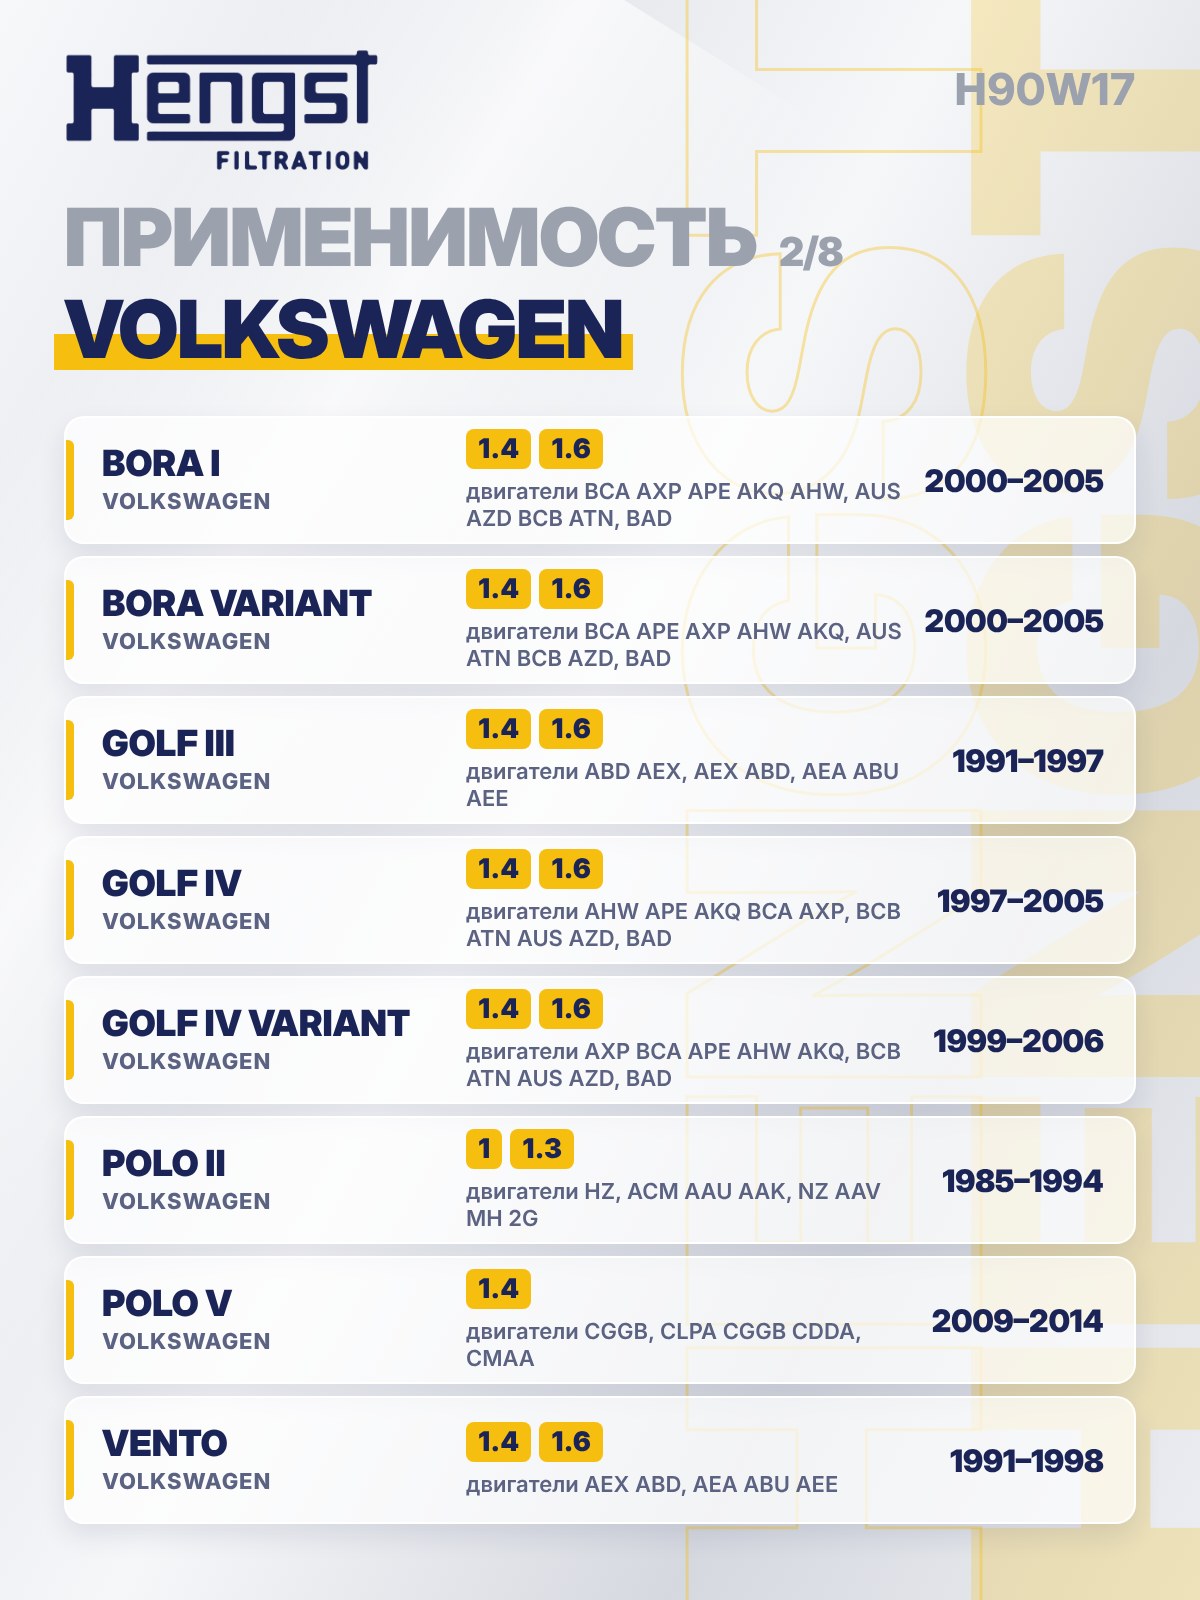 Hengst
FILTRATION
H90W17
ПРИМЕНИМОСТЬ 2/8
VOLKSWAGEN
BORA I
VOLKSWAGEN
1.4 1.6
двигатели BCA AXP APE AKQ AHW, AUS
AZD BCB ATN, BAD
2000–2005
BORA VARIANT
VOLKSWAGEN
1.4 1.6
двигатели BCA APE AXP AHW AKQ, AUS
ATN BCB AZD, BAD
2000–2005
GOLF III
VOLKSWAGEN
1.4 1.6
двигатели ABD AEX, AEX ABD, AEA ABU
AEE
1991–1997
GOLF IV
VOLKSWAGEN
1.4 1.6
двигатели AHW APE AKQ BCA AXP, BCB
ATN AUS AZD, BAD
1997–2005
GOLF IV VARIANT
VOLKSWAGEN
1.4 1.6
двигатели AXP BCA APE AHW AKQ, BCB
ATN AUS AZD, BAD
1999–2006
POLO II
VOLKSWAGEN
1 1.3
двигатели HZ, ACM AAU AAK, NZ AAV
MH 2G
1985–1994
POLO V
VOLKSWAGEN
1.4
двигатели CGGB, CLPA CGGB CDDA,
CMAA
2009–2014
VENTO
VOLKSWAGEN
1.4 1.6
двигатели AEX ABD, AEA ABU AEE
1991–1998
HENGST
HENGST